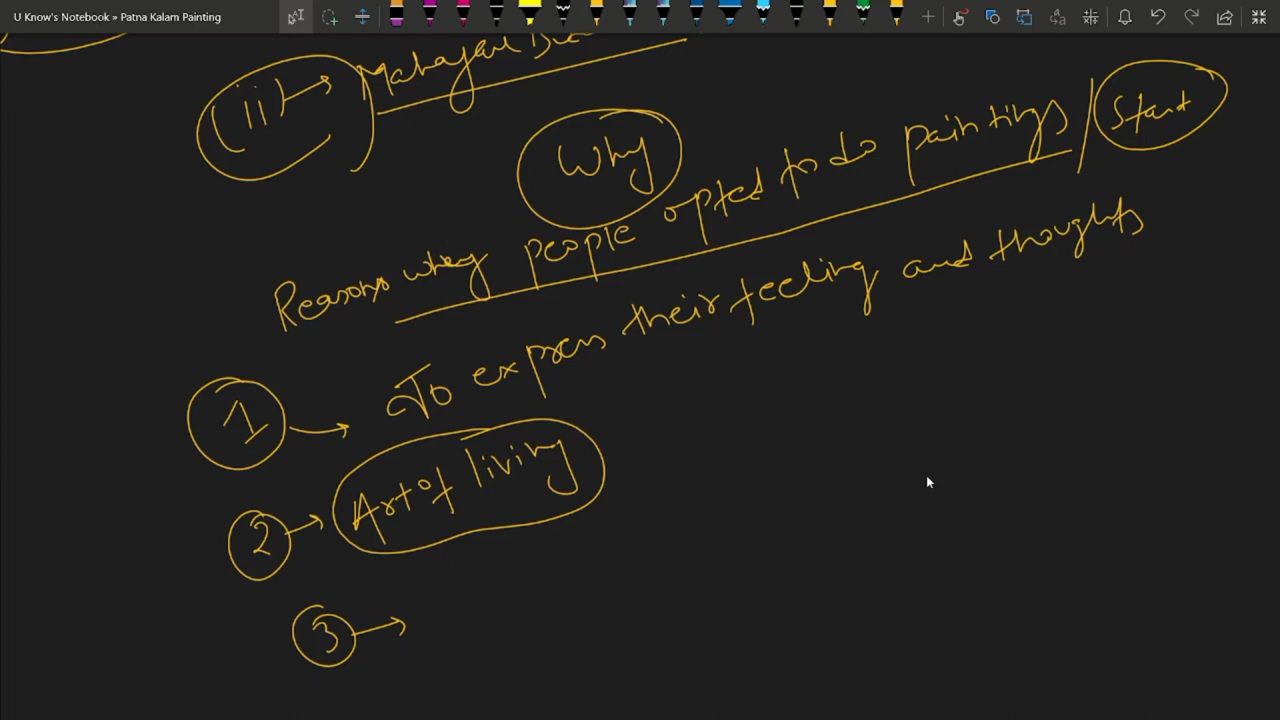 U Know's Notebook » Patna Kalam Painting
(ii) →
Why
Reasons why people opted to do paintings / Start
1 → To express their feeling and thoughts
2 → Art of living
3 →